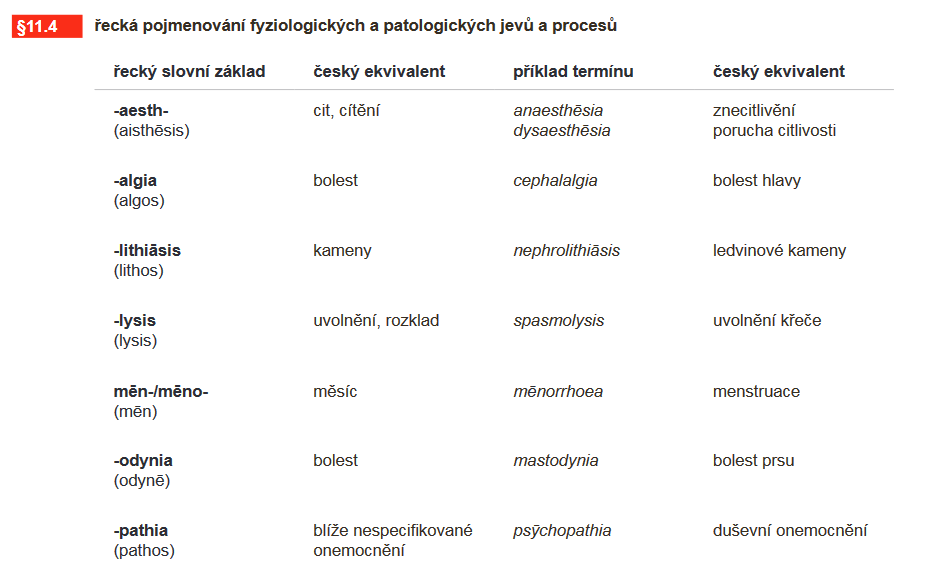 §11.4 řecká pojmenování fyziologických a patologických jevů a procesů
řecký slovní základ český ekvivalent příklad termínu český ekvivalent
-aesth- cit, cítění anaesthēsia znecitlivění
(aisthēsis) dysaesthēsia porucha citlivosti
-algia bolest cephalalgia bolest hlavy
(algos)
-lithiāsis kameny nephrolithiāsis ledvinové kameny
(lithos)
-lysis uvolnění, rozklad spasmolysis uvolnění křeče
(lysis)
mēn-/mēno- měsíc mēnorrhoea menstruace
(mēn)
-odynia bolest mastodynia bolest prsu
(odynē)
-pathia blíže nespecifikované psȳchopathia duševní onemocnění
(pathos) onemocnění